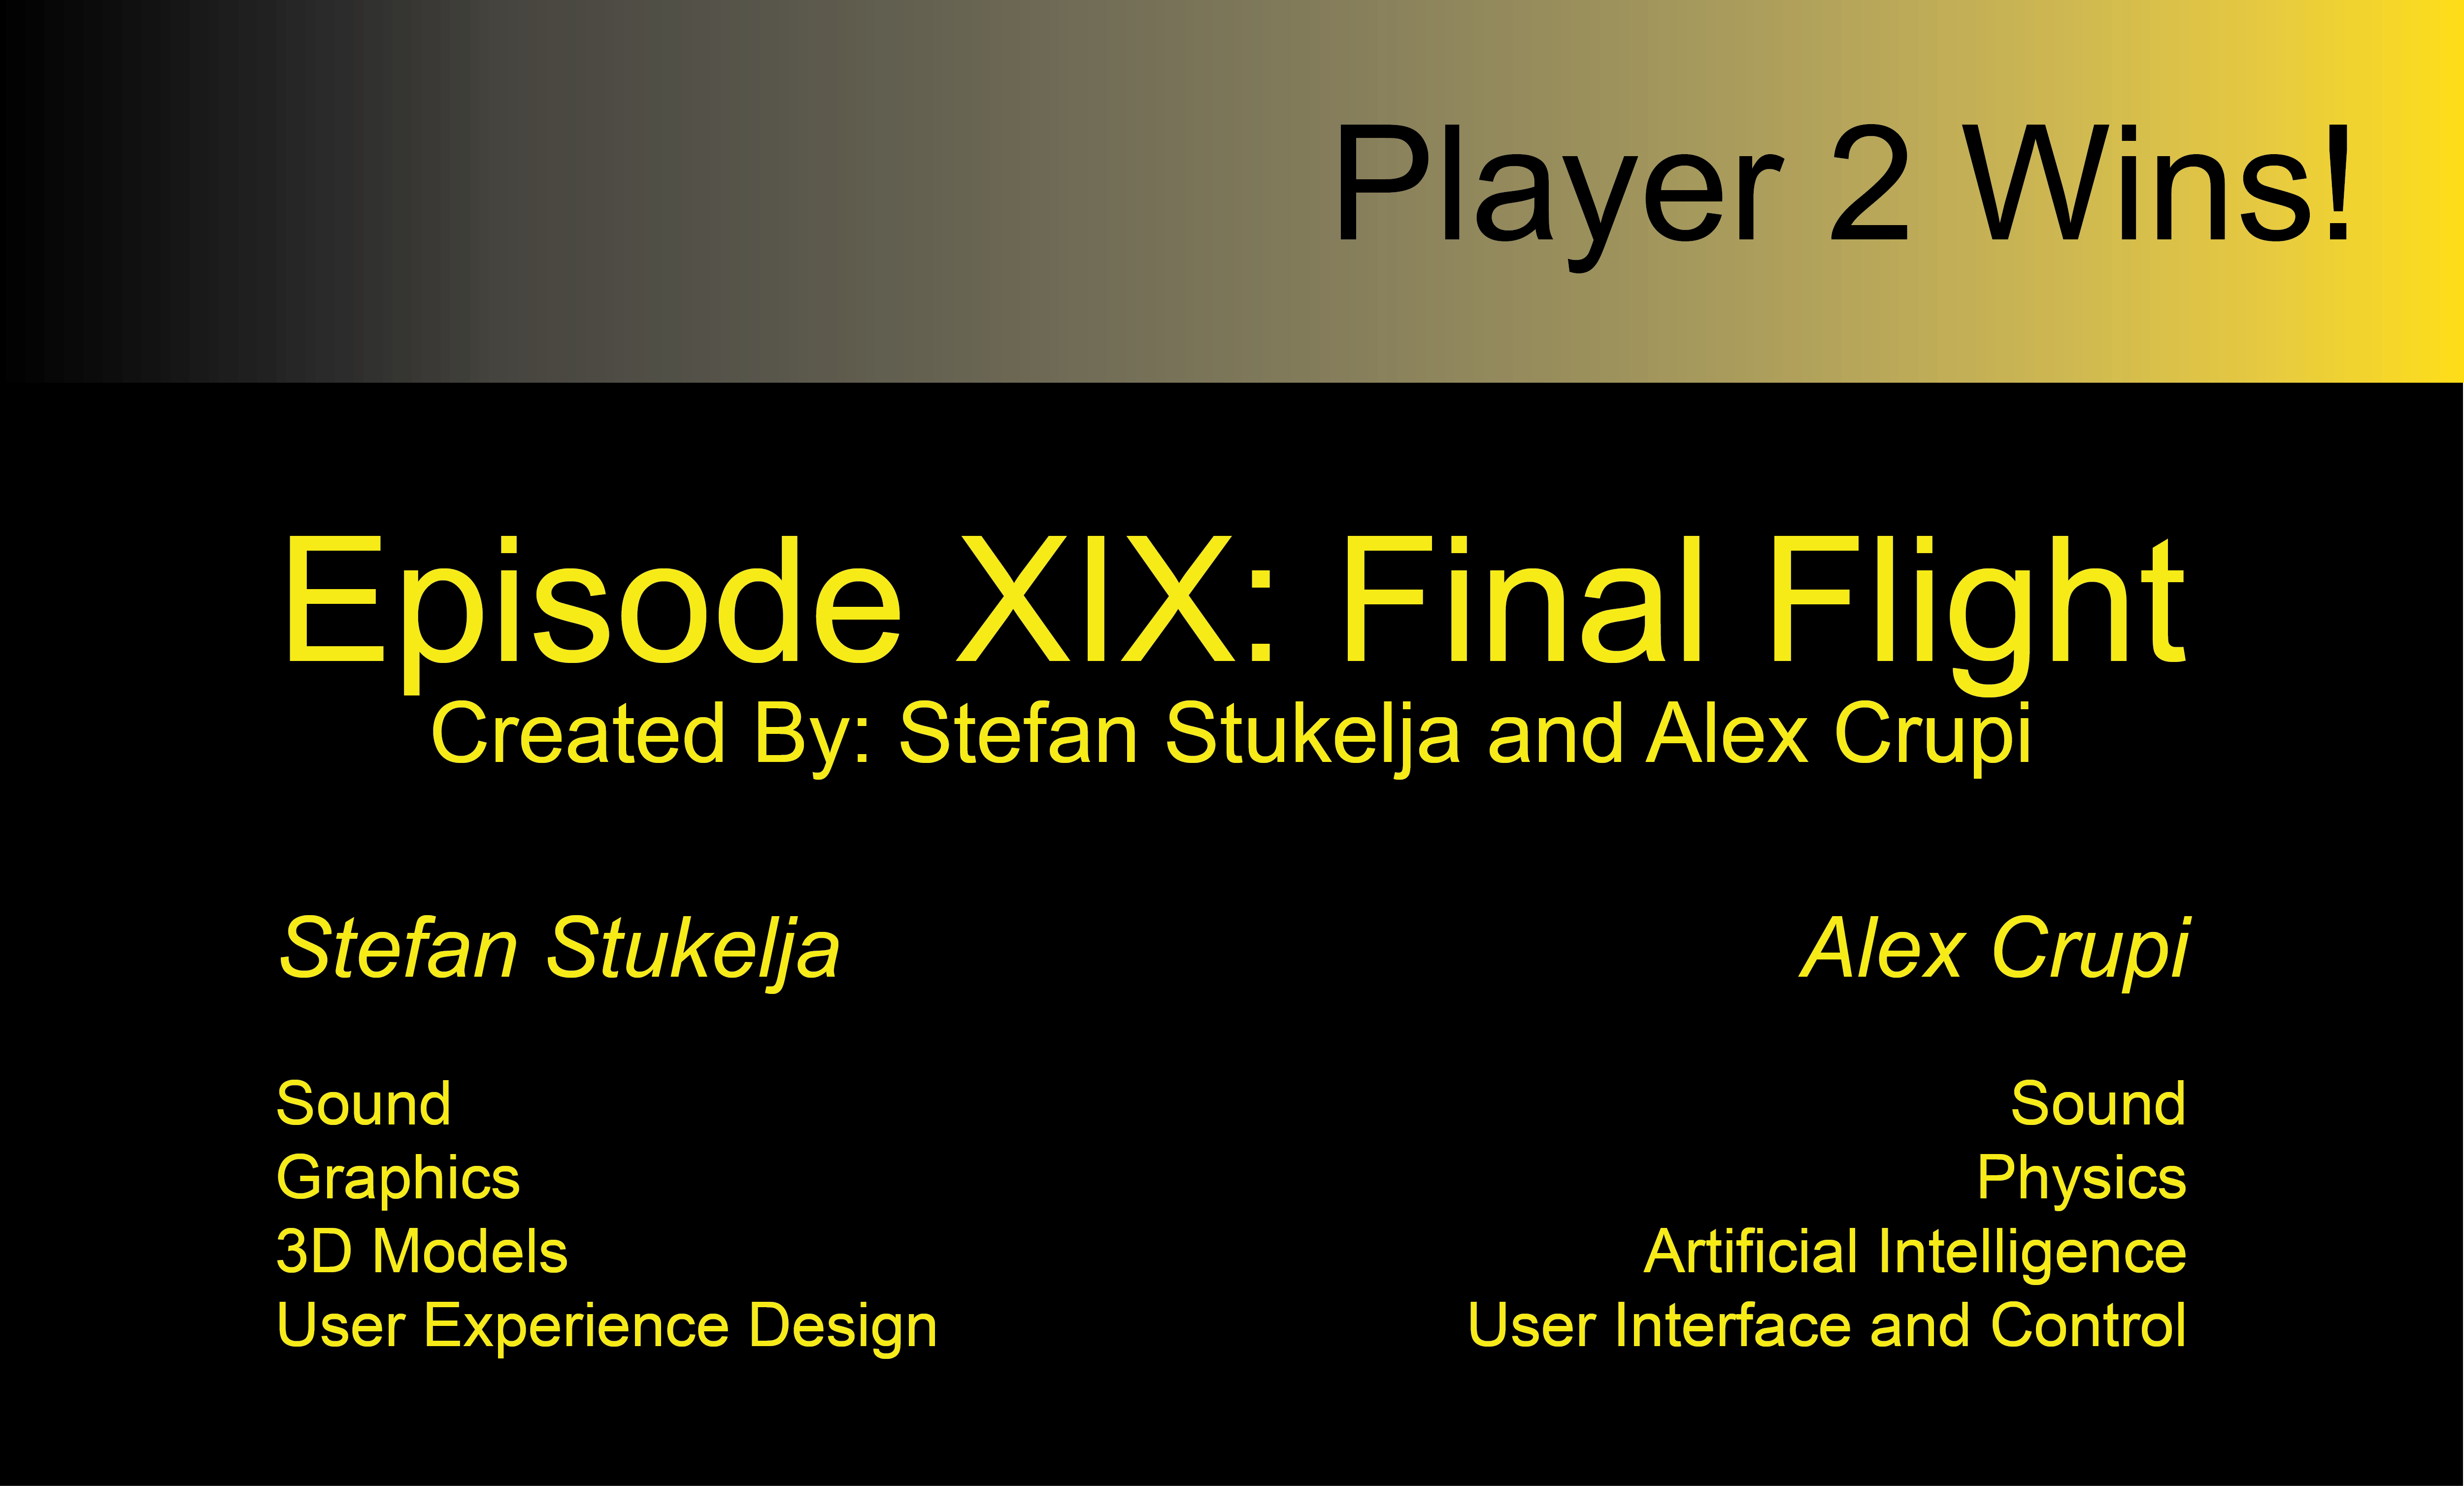 Player 2 Wins!
Episode XIX: Final Flight
Created By: Stefan Stukelja and Alex Crupi
Stefan Stukelja
Alex Crupi
Sound
Graphics
3D Models
User Experience Design
Sound
Physics
Artificial Intelligence
User Interface and Control